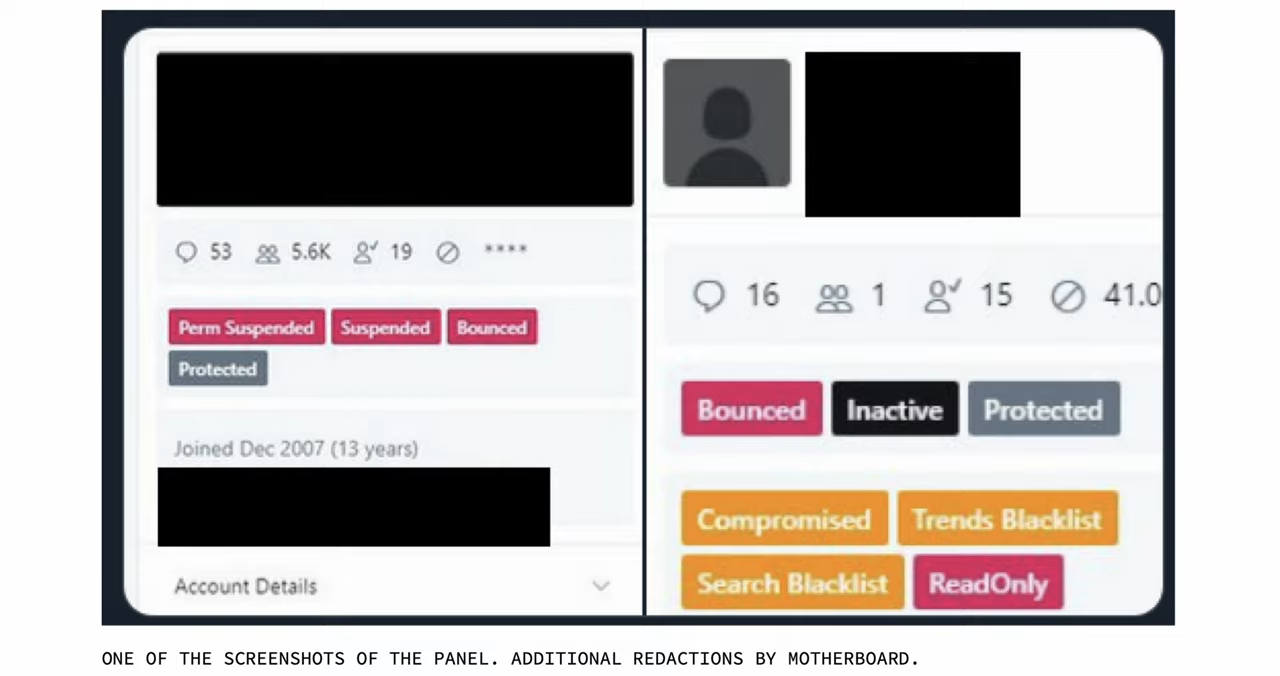 53 5.6K 19 ****
Perm Suspended Suspended Bounced
Protected
Joined Dec 2007 (13 years)
Account Details
16 1 15 41.0
Bounced Inactive Protected
Compromised Trends Blacklist
Search Blacklist ReadOnly
ONE OF THE SCREENSHOTS OF THE PANEL. ADDITIONAL REDACTIONS BY MOTHERBOARD.